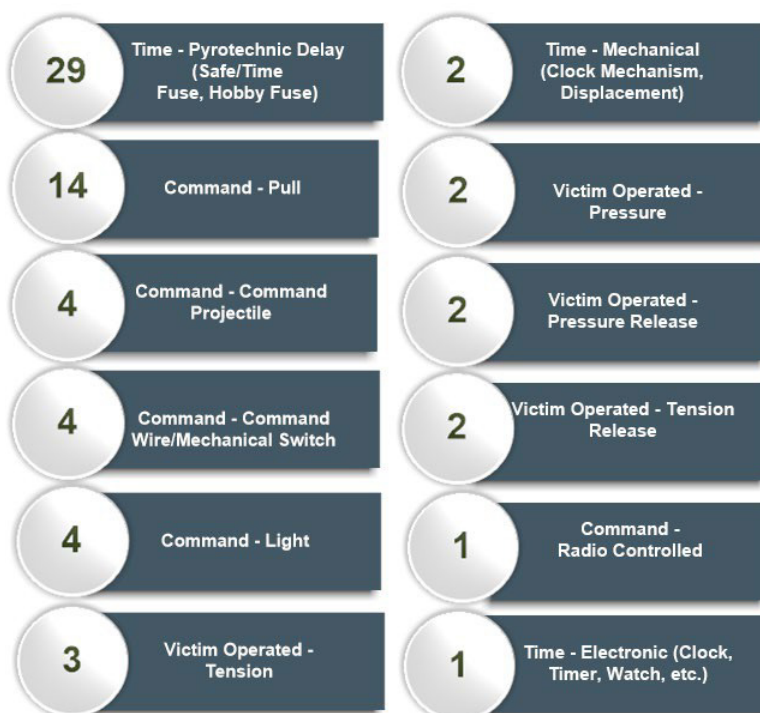 29
Time - Pyrotechnic Delay
(Safe/Time
Fuse, Hobby Fuse)
14
Command - Pull
4
Command - Command
Projectile
4
Command - Command
Wire/Mechanical Switch
4
Command - Light
3
Victim Operated -
Tension
2
Time - Mechanical
(Clock Mechanism,
Displacement)
2
Victim Operated -
Pressure
2
Victim Operated -
Pressure Release
2
Victim Operated - Tension
Release
1
Command -
Radio Controlled
1
Time - Electronic (Clock,
Timer, Watch, etc.)